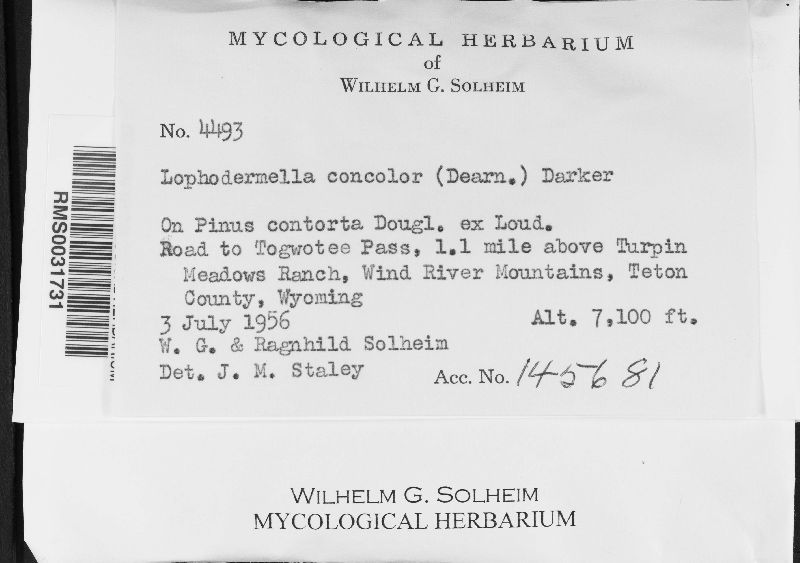 MYCOLOGICAL HERBARIUM
of
WILHELM G. SOLHEIM
No. 4493
Lophodermella concolor (Dearn.) Darker
On Pinus contorta Dougl. ex Loud.
Road to Togwotee Pass, 1.1 mile above Turpin
Meadows Ranch, Wind River Mountains, Teton
County, Wyoming
3 July 1956 Alt. 7,100 ft.
W. G. & Ragnhild Solheim
Det. J. M. Staley Acc. No. 145681
RMS0031731
WILHELM G. SOLHEIM
MYCOLOGICAL HERBARIUM